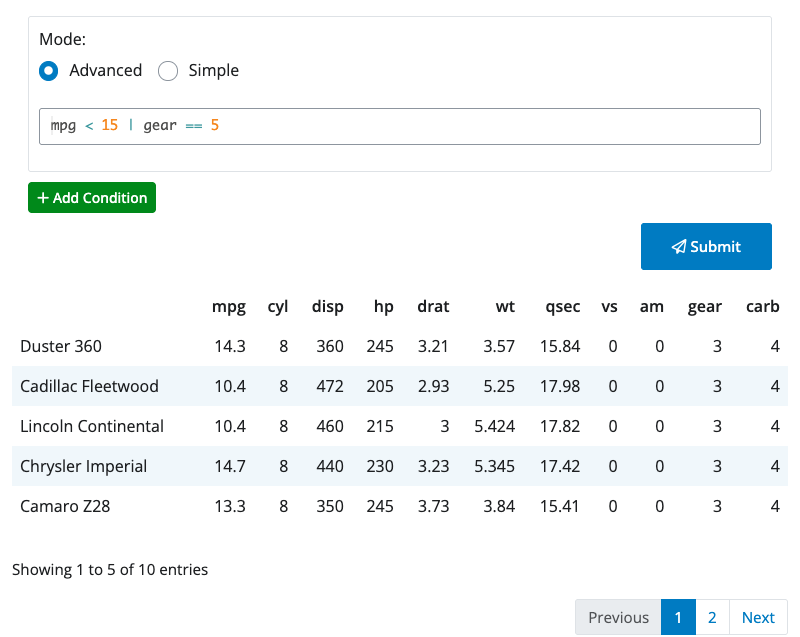 Mode:
Advanced Simple
mpg < 15 | gear == 5
+ Add Condition
Submit
mpg cyl disp hp drat wt qsec vs am gear carb
Duster 360 14.3 8 360 245 3.21 3.57 15.84 0 0 3 4
Cadillac Fleetwood 10.4 8 472 205 2.93 5.25 17.98 0 0 3 4
Lincoln Continental 10.4 8 460 215 3 5.424 17.82 0 0 3 4
Chrysler Imperial 14.7 8 440 230 3.23 5.345 17.42 0 0 3 4
Camaro Z28 13.3 8 350 245 3.73 3.84 15.41 0 0 3 4
Showing 1 to 5 of 10 entries
Previous 1 2 Next